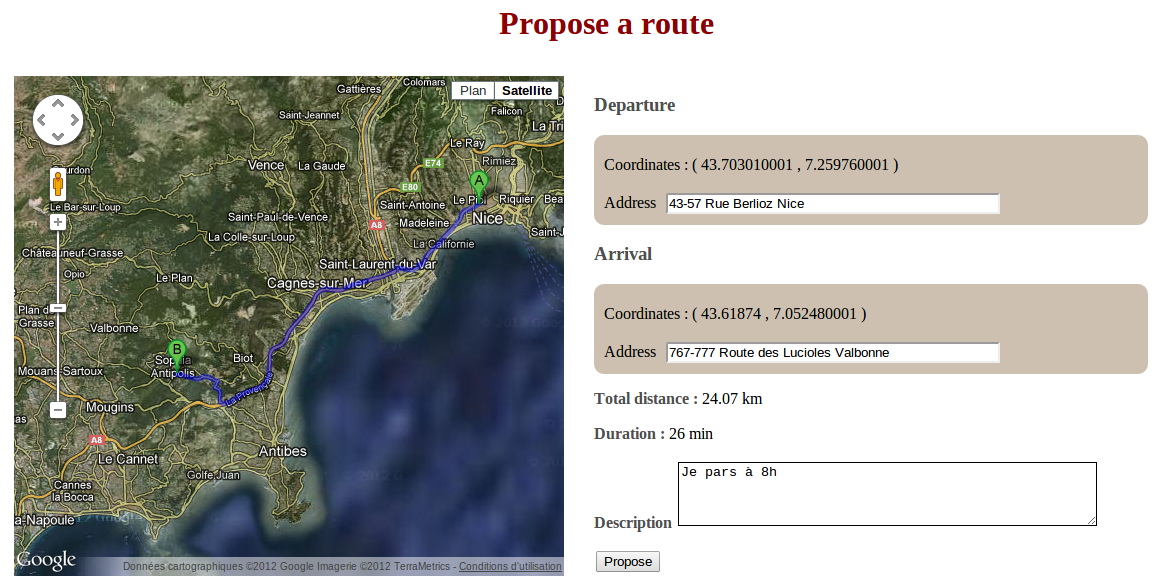 Propose a route
Colomars
Gattières
Plan
Satellite
Saint-Jeannet
Falicon
La Tri
Le Ray
Rimiez
E74
Vence
La Gaude
E80
A
Le Bar-sur-Loup
Saint-Antoine
Riquier
Bea
Saint-Paul-de-Vence
A8
Madeleine
Nice
La Colle-sur-Loup
La Californie
Saint-J
Châteauneuf-Grasse
Saint-Laurent-du-Var
Opio
Le Plan
Cagnes-sur-Mer
Plan d
Grasse
Valbonne
B
Biot
Antipolis
Mouans-Sartoux
La Provençale
Mougins
A8
Antibes
Le Cannet
Golfe Juan
Cannes
la Bocca
a-Napoule
Google
Données cartographiques ©2012 Google Imagerie ©2012 TerraMetrics - Conditions d'utilisation
Departure
Coordinates : ( 43.703010001 , 7.259760001 )
Address 43-57 Rue Berlioz Nice
Arrival
Coordinates : ( 43.61874 , 7.052480001 )
Address 767-777 Route des Lucioles Valbonne
Total distance : 24.07 km
Duration : 26 min
Je pars à 8h
Description
Propose